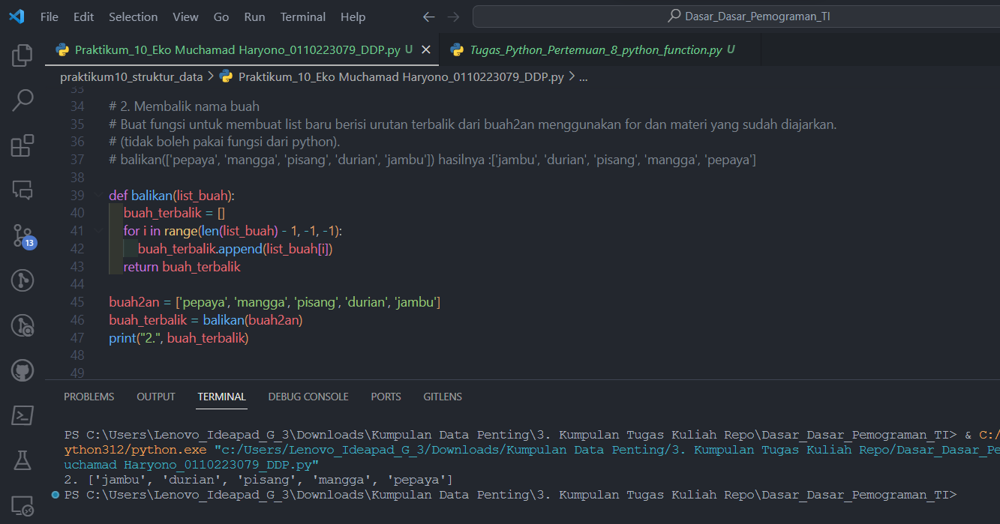 File Edit Selection View Go Run Terminal Help Dasar_Dasar_Pemograman_TI
Praktikum_10_Eko Muchamad Haryono_0110223079_DDP.py U Tugas_Python_Pertemuan_8_python_function.py U
praktikum10_struktur_data > Praktikum_10_Eko Muchamad Haryono_0110223079_DDP.py > ...
33
34 # 2. Membalik nama buah
35 # Buat fungsi untuk membuat list baru berisi urutan terbalik dari buah2an menggunakan for dan materi yang sudah diajarkan.
36 # (tidak boleh pakai fungsi dari python).
37 # balikan(['pepaya', 'mangga', 'pisang', 'durian', 'jambu']) hasilnya :['jambu', 'durian', 'pisang', 'mangga', 'pepaya']
38
39 def balikan(list_buah):
40 buah_terbalik = []
41 for i in range(len(list_buah) - 1, -1, -1):
42 buah_terbalik.append(list_buah[i])
43 return buah_terbalik
44
45 buah2an = ['pepaya', 'mangga', 'pisang', 'durian', 'jambu']
46 buah_terbalik = balikan(buah2an)
47 print("2.", buah_terbalik)
48
49
13
PROBLEMS OUTPUT TERMINAL DEBUG CONSOLE PORTS GITLENS
PS C:\Users\Lenovo_Ideapad_G_3\Downloads\Kumpulan Data Penting\3. Kumpulan Tugas Kuliah Repo\Dasar_Dasar_Pemograman_TI> & C:/
ython312/python.exe "c:/Users/Lenovo_Ideapad_G_3/Downloads/Kumpulan Data Penting/3. Kumpulan Tugas Kuliah Repo/Dasar_Dasar_Pe
uchamad Haryono_0110223079_DDP.py"
2. ['jambu', 'durian', 'pisang', 'mangga', 'pepaya']
PS C:\Users\Lenovo_Ideapad_G_3\Downloads\Kumpulan Data Penting\3. Kumpulan Tugas Kuliah Repo\Dasar_Dasar_Pemograman_TI>